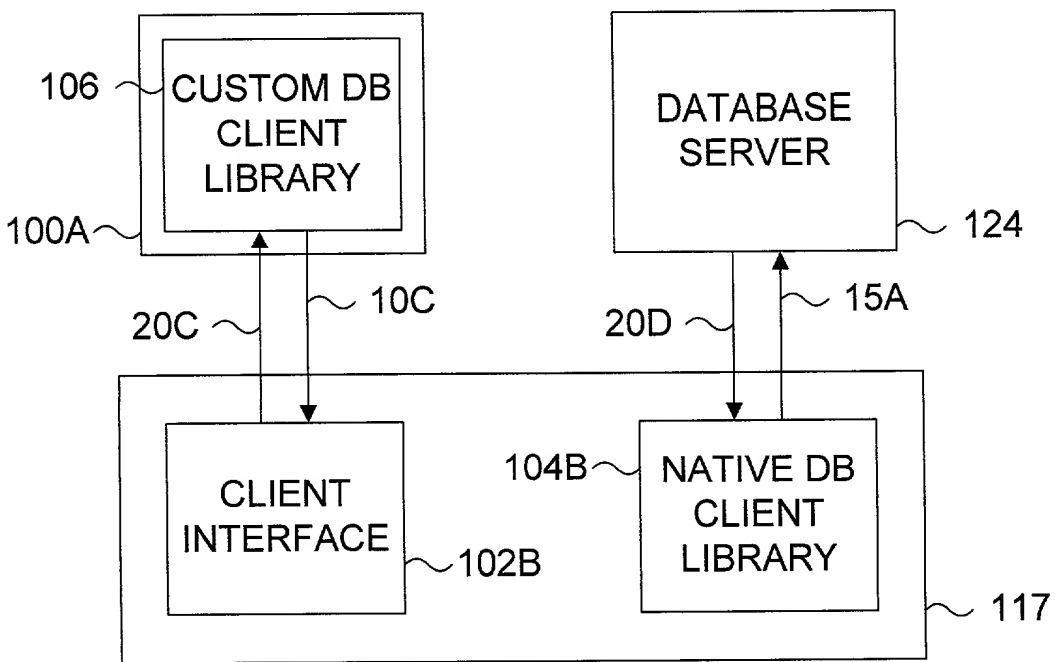 106
CUSTOM DB
CLIENT
LIBRARY
100A
DATABASE
SERVER
124
20C
10C
20D
15A
CLIENT
INTERFACE
102B
104B
NATIVE DB
CLIENT
LIBRARY
117